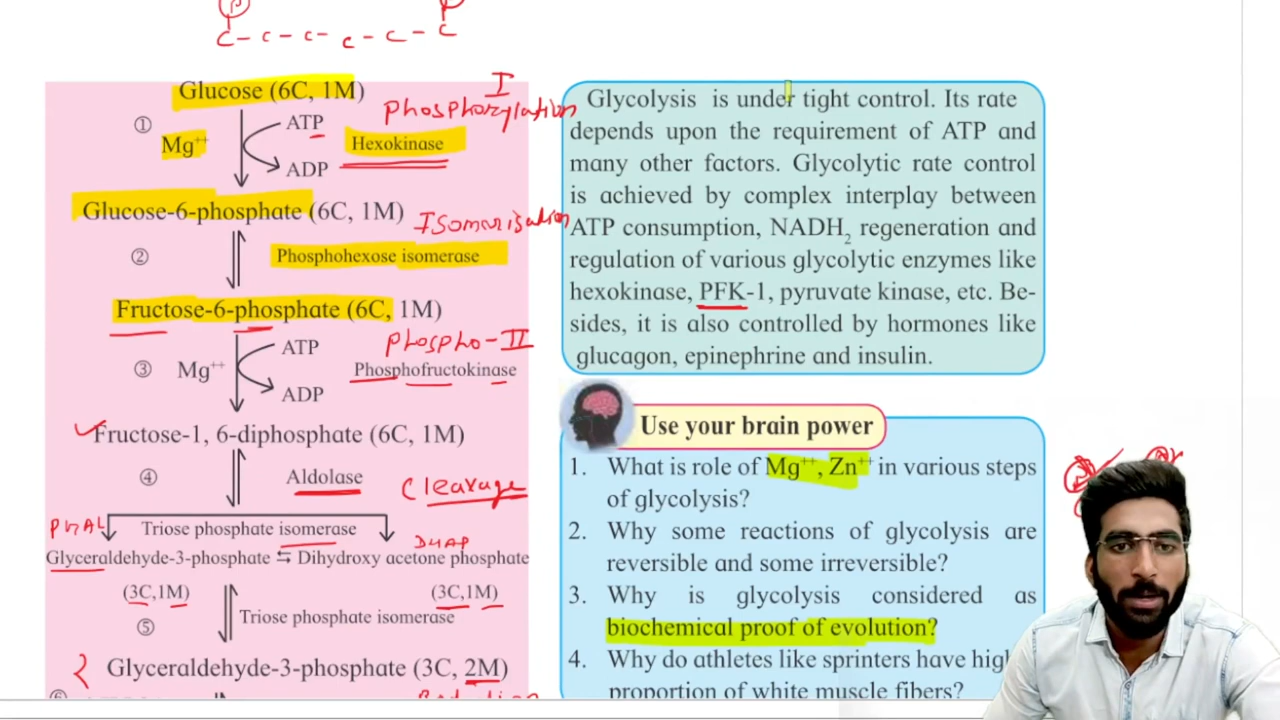 P P
C - C - C - C - C - C
Glucose (6C, 1M)
I
Phosphorylation
①
Mg++
ATP
ADP
Hexokinase
Glucose-6-phosphate (6C, 1M)
Isomerisation
②
Phosphohexose isomerase
Fructose-6-phosphate (6C, 1M)
Phospho-II
③
Mg++
ATP
ADP
Phosphofructokinase
Fructose-1, 6-diphosphate (6C, 1M)
④
Aldolase
Cleavage
PGAL
Triose phosphate isomerase
DHAP
Glyceraldehyde-3-phosphate ⇆ Dihydroxy acetone phosphate
(3C,1M) (3C,1M)
⑤
Triose phosphate isomerase
Glyceraldehyde-3-phosphate (3C, 2M)
Glycolysis is under tight control. Its rate
depends upon the requirement of ATP and
many other factors. Glycolytic rate control
is achieved by complex interplay between
ATP consumption, NADH2 regeneration and
regulation of various glycolytic enzymes like
hexokinase, PFK-1, pyruvate kinase, etc. Be-
sides, it is also controlled by hormones like
glucagon, epinephrine and insulin.
Use your brain power
1. What is role of Mg++, Zn++ in various steps
of glycolysis?
2. Why some reactions of glycolysis are
reversible and some irreversible?
3. Why is glycolysis considered as
biochemical proof of evolution?
4. Why do athletes like sprinters have
proportion of white muscle fibers?